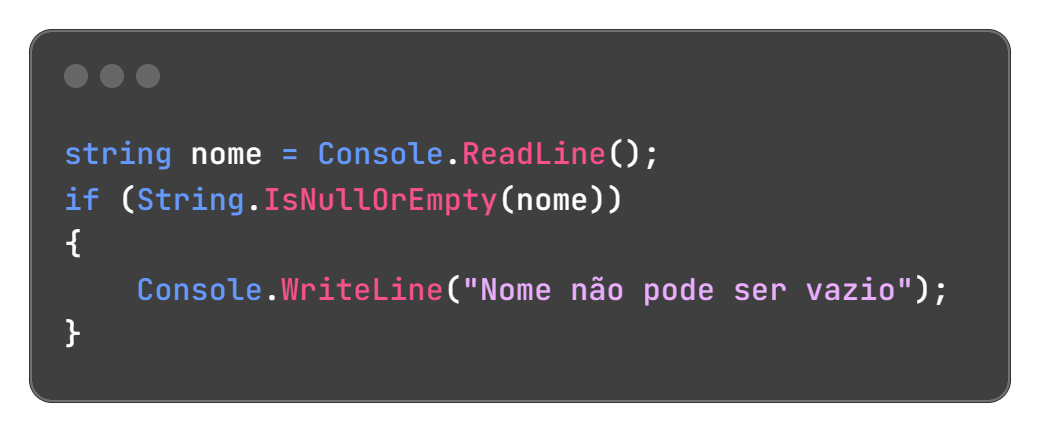 string nome = Console.ReadLine();
if (String.IsNullOrEmpty(nome))
{
    Console.WriteLine("Nome não pode ser vazio");
}